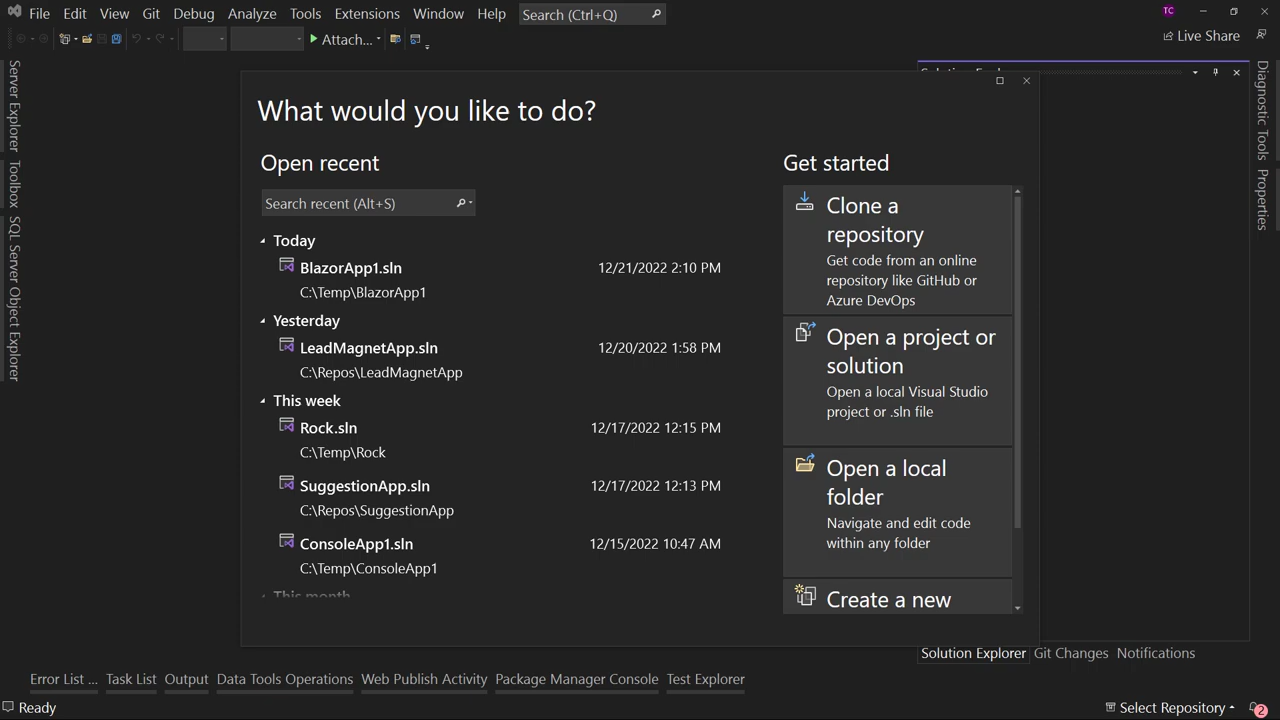 File Edit View Git Debug Analyze Tools Extensions Window Help Search (Ctrl+Q) TC
Attach... Live Share
Server Explorer
Toolbox
SQL Server Object Explorer
Diagnostic Tools
Properties
What would you like to do?
Open recent
Search recent (Alt+S)
Today
BlazorApp1.sln 12/21/2022 2:10 PM
C:\Temp\BlazorApp1
Yesterday
LeadMagnetApp.sln 12/20/2022 1:58 PM
C:\Repos\LeadMagnetApp
This week
Rock.sln 12/17/2022 12:15 PM
C:\Temp\Rock
SuggestionApp.sln 12/17/2022 12:13 PM
C:\Repos\SuggestionApp
ConsoleApp1.sln 12/15/2022 10:47 AM
C:\Temp\ConsoleApp1
This month
Get started
Clone a
repository
Get code from an online
repository like GitHub or
Azure DevOps
Open a project or
solution
Open a local Visual Studio
project or .sln file
Open a local
folder
Navigate and edit code
within any folder
Create a new
Solution Explorer Git Changes Notifications
Error List ... Task List Output Data Tools Operations Web Publish Activity Package Manager Console Test Explorer
Ready Select Repository 2